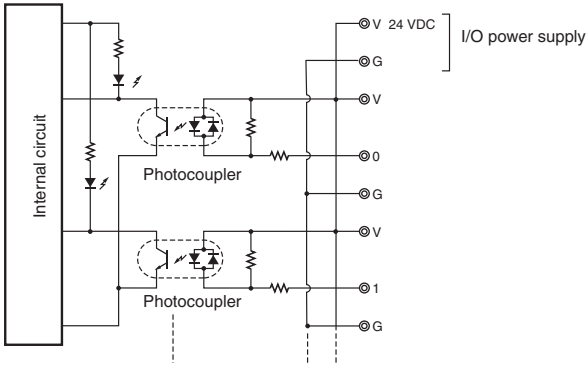 V 24 VDC
I/O power supply
G
V
Internal circuit
0
Photocoupler
G
V
1
Photocoupler
G